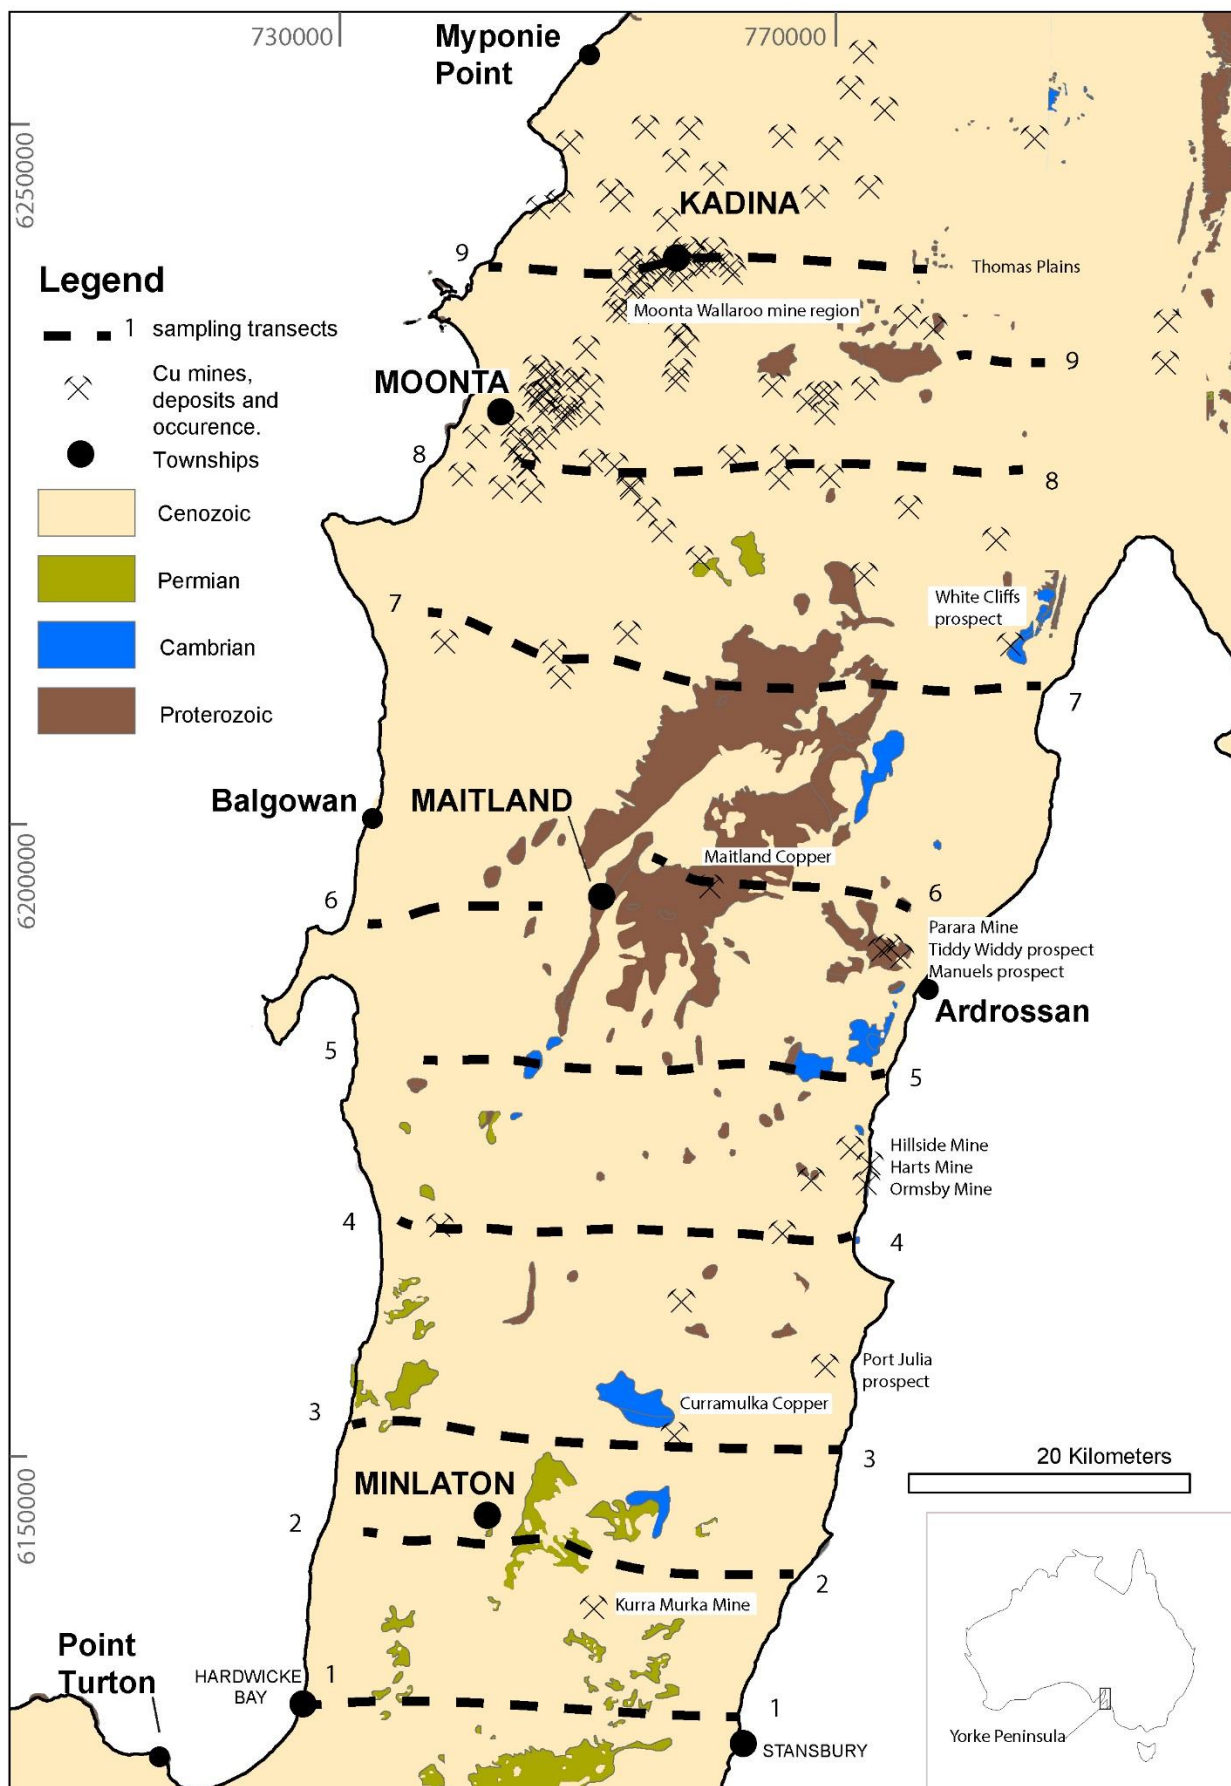 730000
770000
Myponie
Point
6250000
KADINA
9
Thomas Plains
Legend
1 sampling transects
Moonta Wallaroo mine region
Cu mines,
deposits and
occurence.
MOONTA
9
Townships
8
8
Cenozoic
Permian
7
White Cliffs
prospect
Cambrian
7
Proterozoic
Balgowan
MAITLAND
6200000
Maitland Copper
6
6
Parara Mine
Tiddy Widdy prospect
Manuels prospect
Ardrossan
5
5
Hillside Mine
Harts Mine
Ormsby Mine
4
4
Port Julia
prospect
3
Curramulka Copper
3
20 Kilometers
MINLATON
6150000
2
2
Kurra Murka Mine
Point
Turton
HARDWICKE
BAY
1
1
STANSBURY
Yorke Peninsula